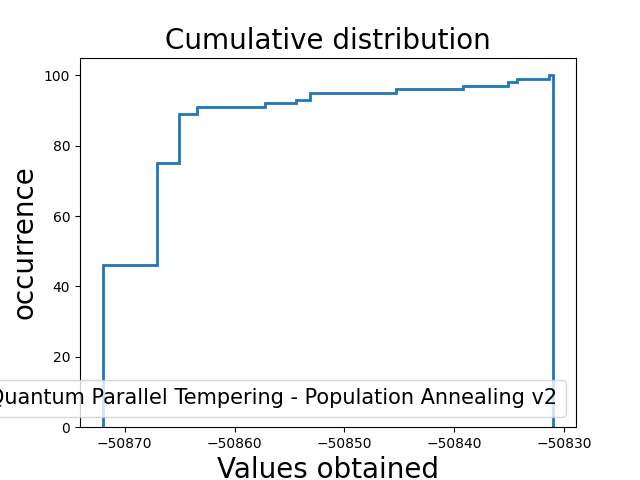 Cumulative distribution
occurrence
100
80
60
40
20
0
Quantum Parallel Tempering - Population Annealing v2
−50870 −50860 −50850 −50840 −50830
Values obtained